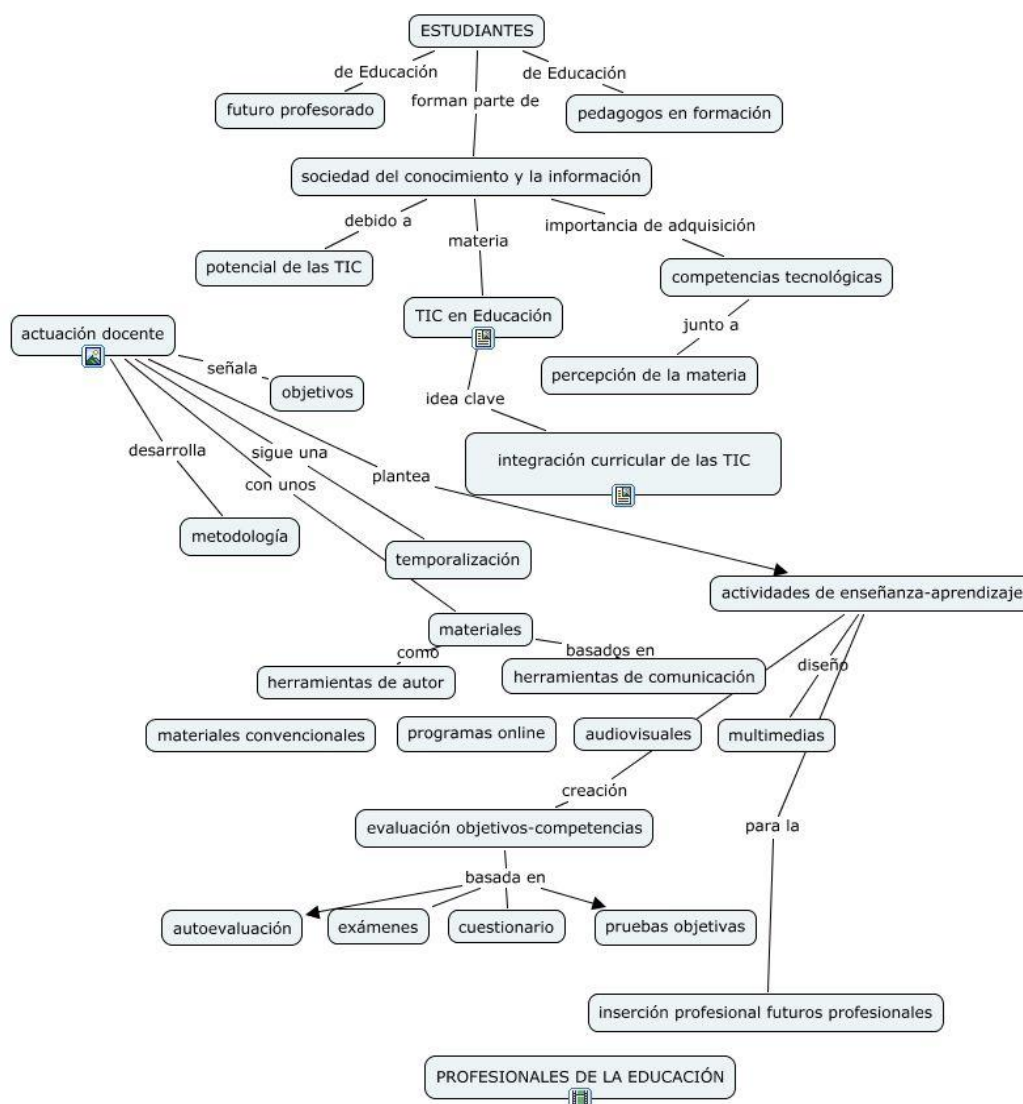 ESTUDIANTES
de Educación
de Educación
futuro profesorado
forman parte de
pedagogos en formación
sociedad del conocimiento y la información
debido a
materia
importancia de adquisición
potencial de las TIC
competencias tecnológicas
TIC en Educación
actuación docente
junto a
señala
percepción de la materia
objetivos
idea clave
desarrolla
sigue una
integración curricular de las TIC
con unos
plantea
metodología
temporalización
actividades de enseñanza-aprendizaje
materiales
como
basados en
diseño
herramientas de autor
herramientas de comunicación
materiales convencionales
programas online
audiovisuales
multimedias
creación
evaluación objetivos-competencias
para la
basada en
autoevaluación
exámenes
cuestionario
pruebas objetivas
inserción profesional futuros profesionales
PROFESIONALES DE LA EDUCACIÓN